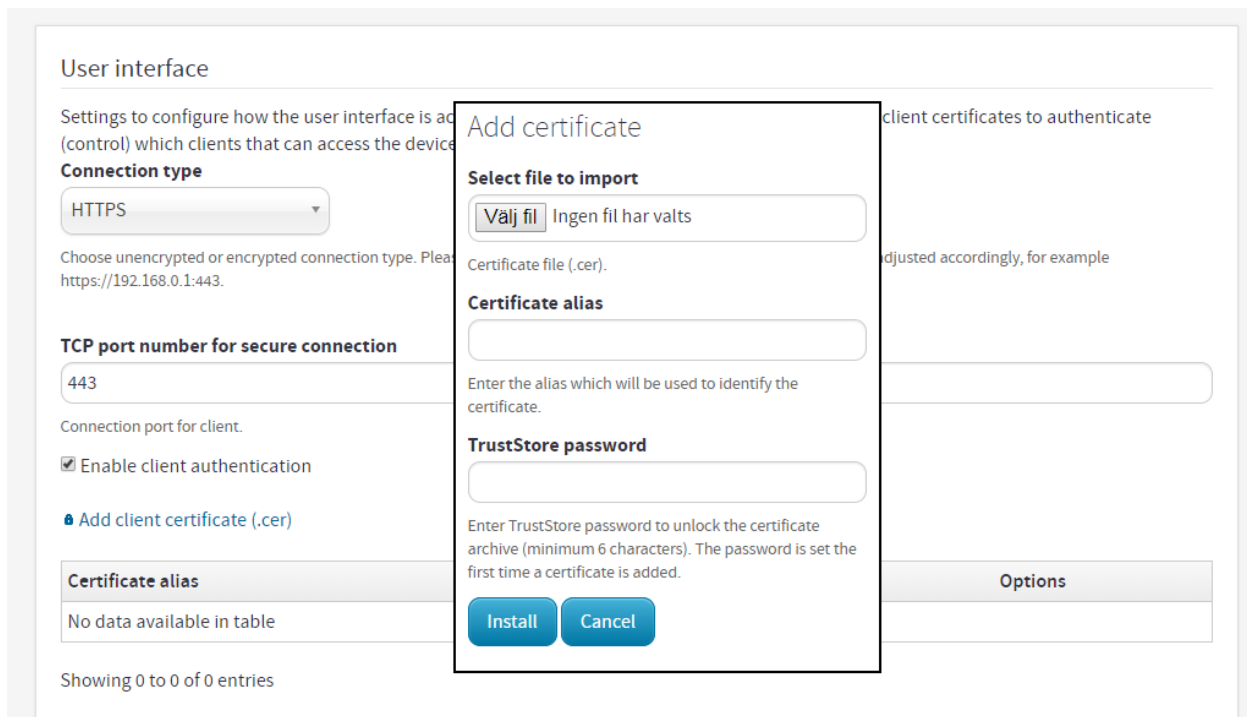 User interface
Settings to configure how the user interface is ac
client certificates to authenticate
(control) which clients that can access the device
Connection type
HTTPS
Choose unencrypted or encrypted connection type. Pleas
adjusted accordingly, for example
https://192.168.0.1:443.
TCP port number for secure connection
443
Connection port for client.
Enable client authentication
Add client certificate (.cer)
Certificate alias
Options
No data available in table
Showing 0 to 0 of 0 entries
Add certificate
Select file to import
Välj fil Ingen fil har valts
Certificate file (.cer).
Certificate alias
Enter the alias which will be used to identify the
certificate.
TrustStore password
Enter TrustStore password to unlock the certificate
archive (minimum 6 characters). The password is set the
first time a certificate is added.
Install Cancel